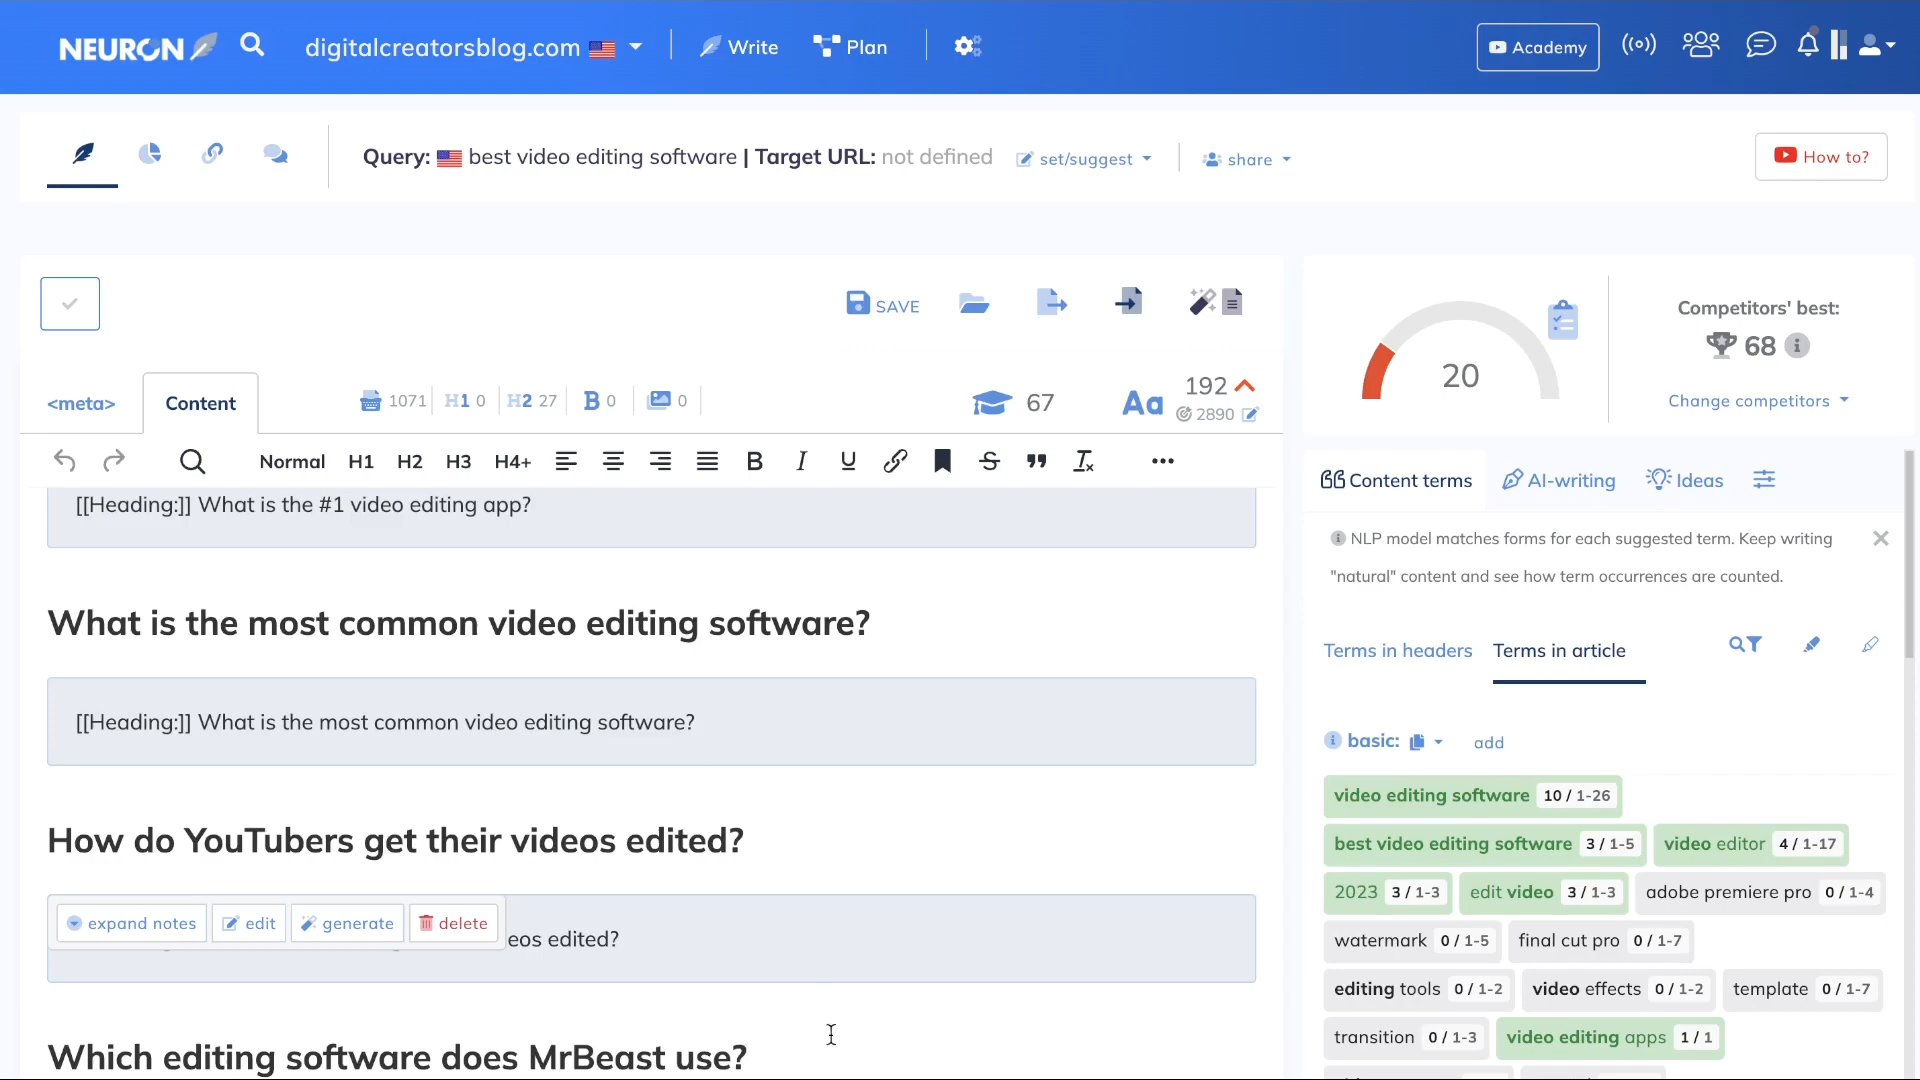 NEURON
digitalcreatorsblog.com
Write
Plan
Academy
Query: best video editing software | Target URL: not defined
set/suggest
share
How to?
SAVE
20
Competitors' best:
68
Change competitors
<meta>
Content
1071
H1 0
H2 27
B 0
0
67
Aa
192
2890
Normal H1 H2 H3 H4+
B I U S
[[Heading:]] What is the #1 video editing app?
What is the most common video editing software?
[[Heading:]] What is the most common video editing software?
How do YouTubers get their videos edited?
expand notes
edit
generate
delete
eos edited?
Which editing software does MrBeast use?
Content terms
AI-writing
Ideas
NLP model matches forms for each suggested term. Keep writing
"natural" content and see how term occurrences are counted.
Terms in headers
Terms in article
basic:
add
video editing software 10 / 1-26
best video editing software 3 / 1-5
video editor 4 / 1-17
2023 3 / 1-3
edit video 3 / 1-3
adobe premiere pro 0 / 1-4
watermark 0 / 1-5
final cut pro 0 / 1-7
editing tools 0 / 1-2
video effects 0 / 1-2
template 0 / 1-7
transition 0 / 1-3
video editing apps 1 / 1